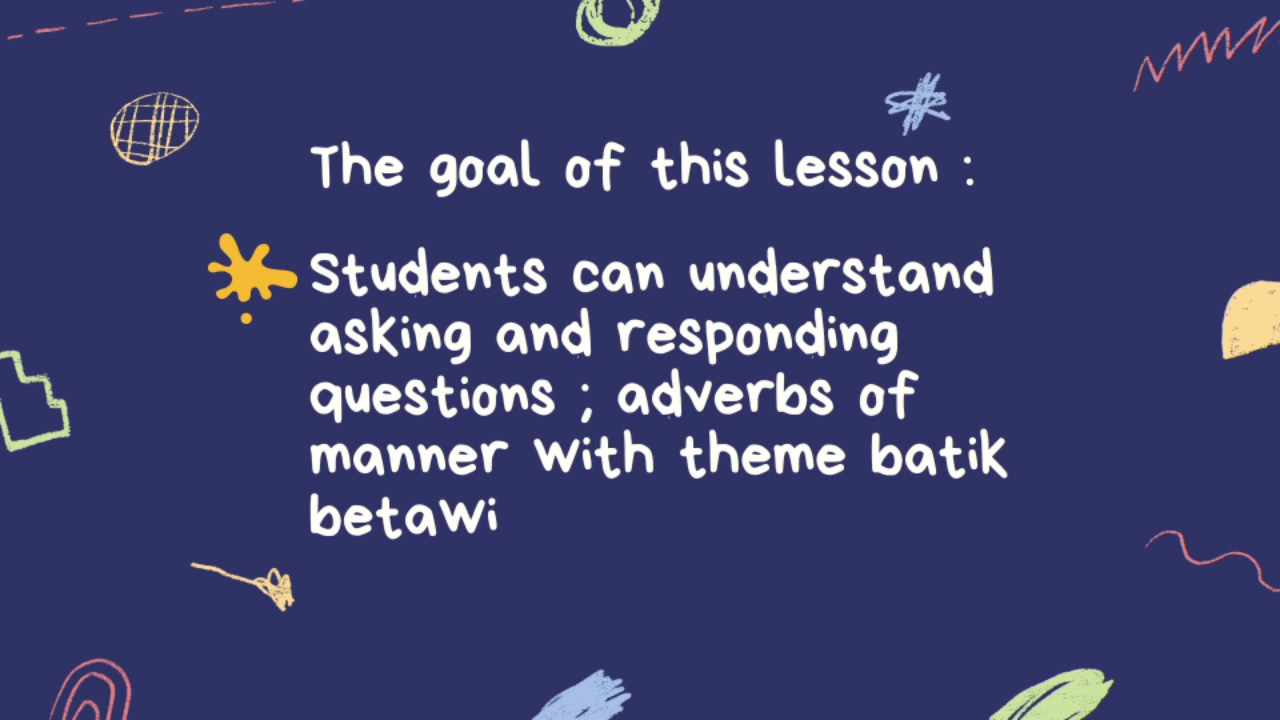 The goal of this lesson :
Students can understand
asking and responding
questions ; adverbs of
manner with theme batik
betawi